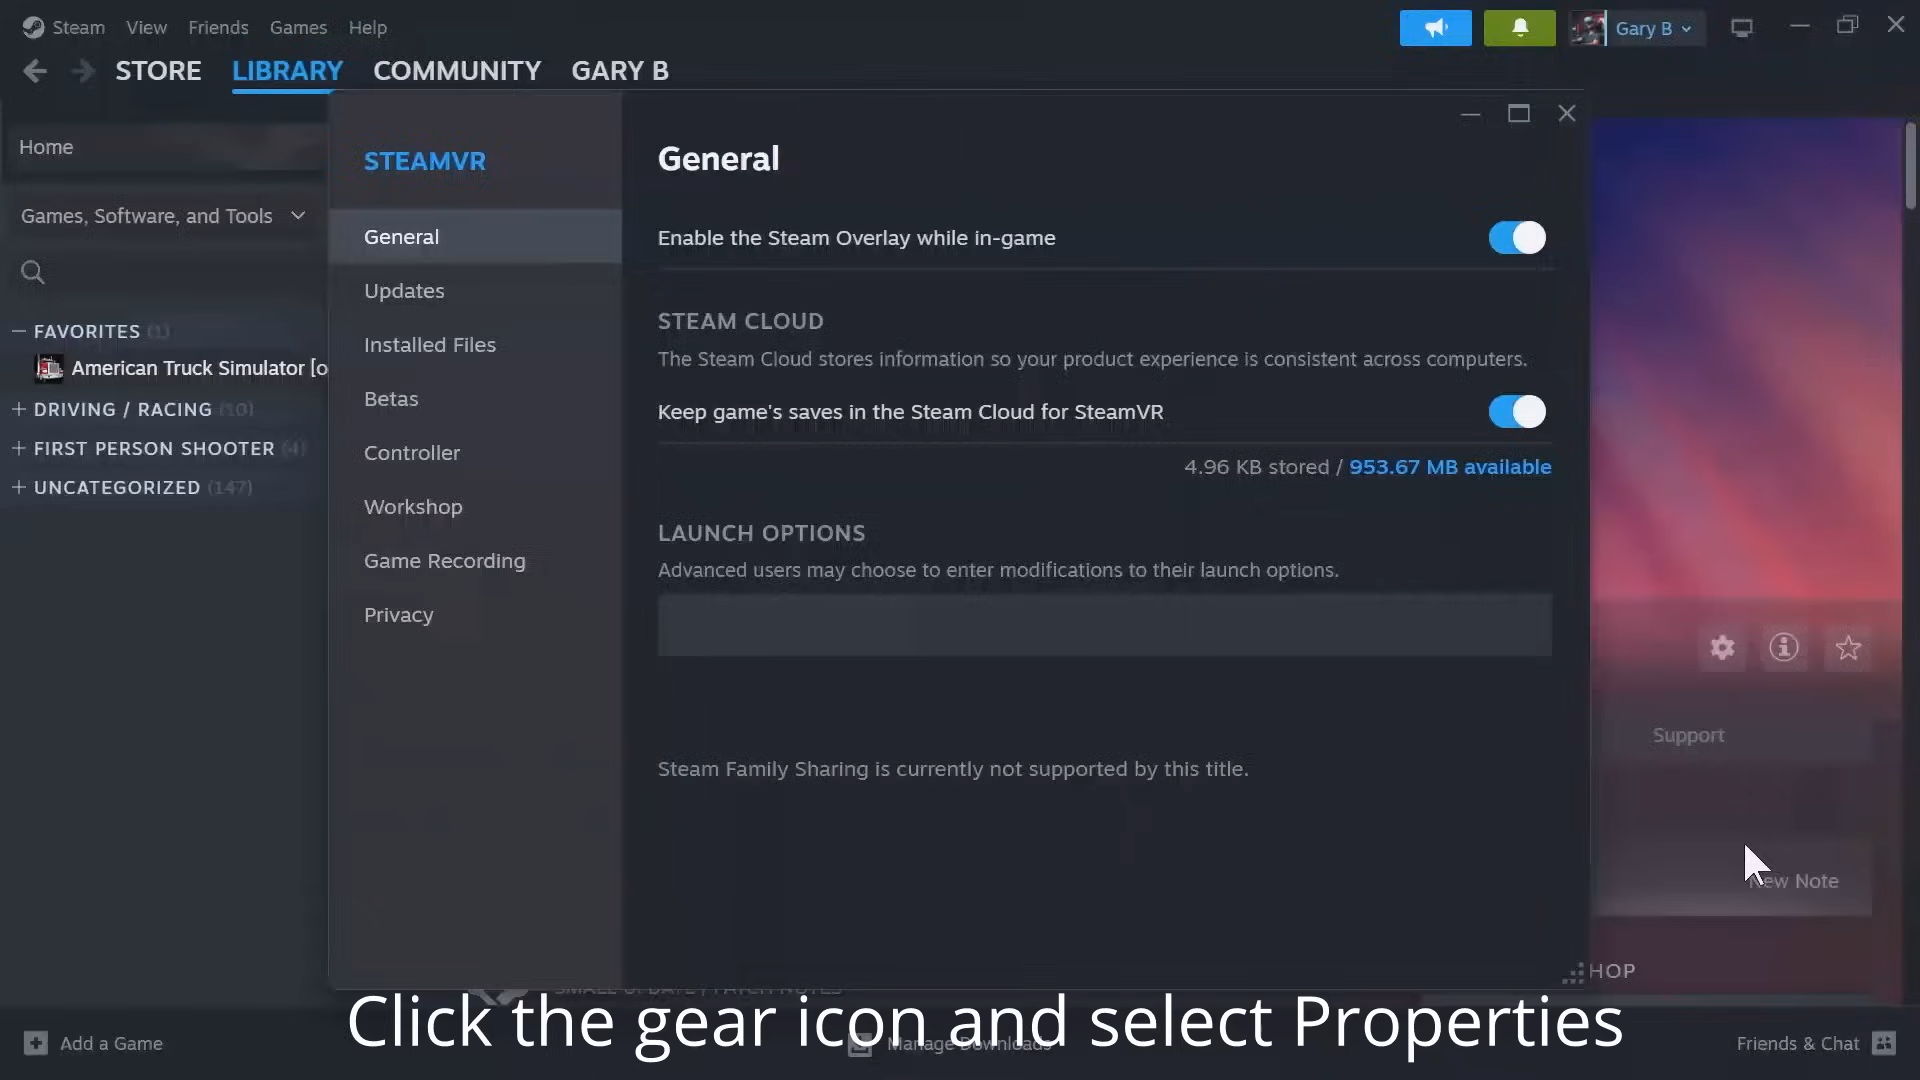 Steam View Friends Games Help
Gary B
STORE LIBRARY COMMUNITY GARY B
Home
Games, Software, and Tools
FAVORITES (1)
American Truck Simulator [o
DRIVING / RACING (10)
FIRST PERSON SHOOTER (4)
UNCATEGORIZED (147)
STEAMVR
General
Updates
Installed Files
Betas
Controller
Workshop
Game Recording
Privacy
General
Enable the Steam Overlay while in-game
STEAM CLOUD
The Steam Cloud stores information so your product experience is consistent across computers.
Keep game's saves in the Steam Cloud for SteamVR
4.96 KB stored / 953.67 MB available
LAUNCH OPTIONS
Advanced users may choose to enter modifications to their launch options.
Steam Family Sharing is currently not supported by this title.
Support
New Note
HOP
Click the gear icon and select Properties
Add a Game
Manage Downloads
Friends & Chat